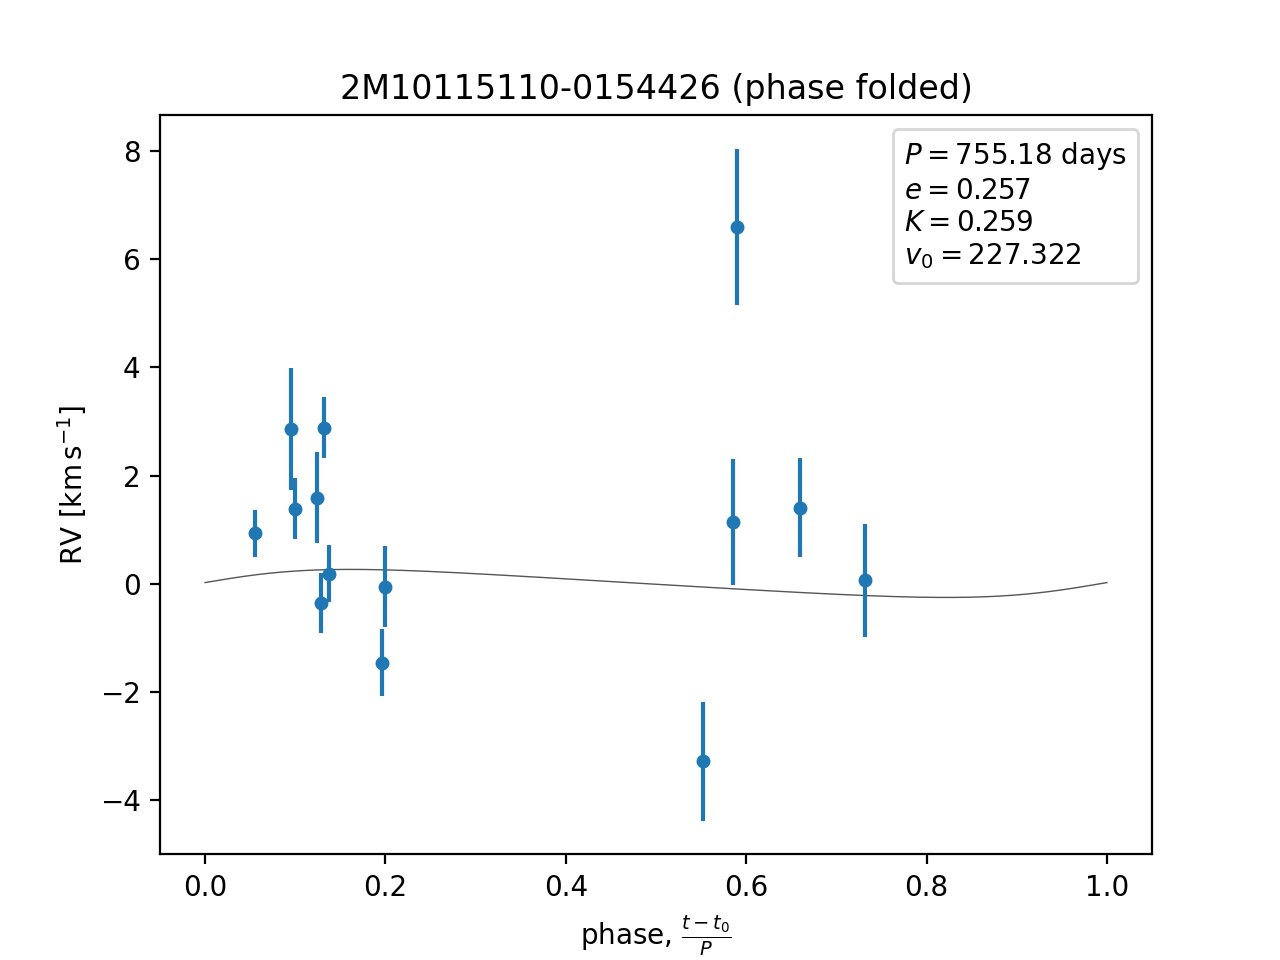 2M10115110-0154426 (phase folded)
P = 755.18 days
e = 0.257
K = 0.259
v₀ = 227.322
RV [km s⁻¹]
8
6
4
2
0
−2
−4
0.0 0.2 0.4 0.6 0.8 1.0
phase, (t − t₀)/P